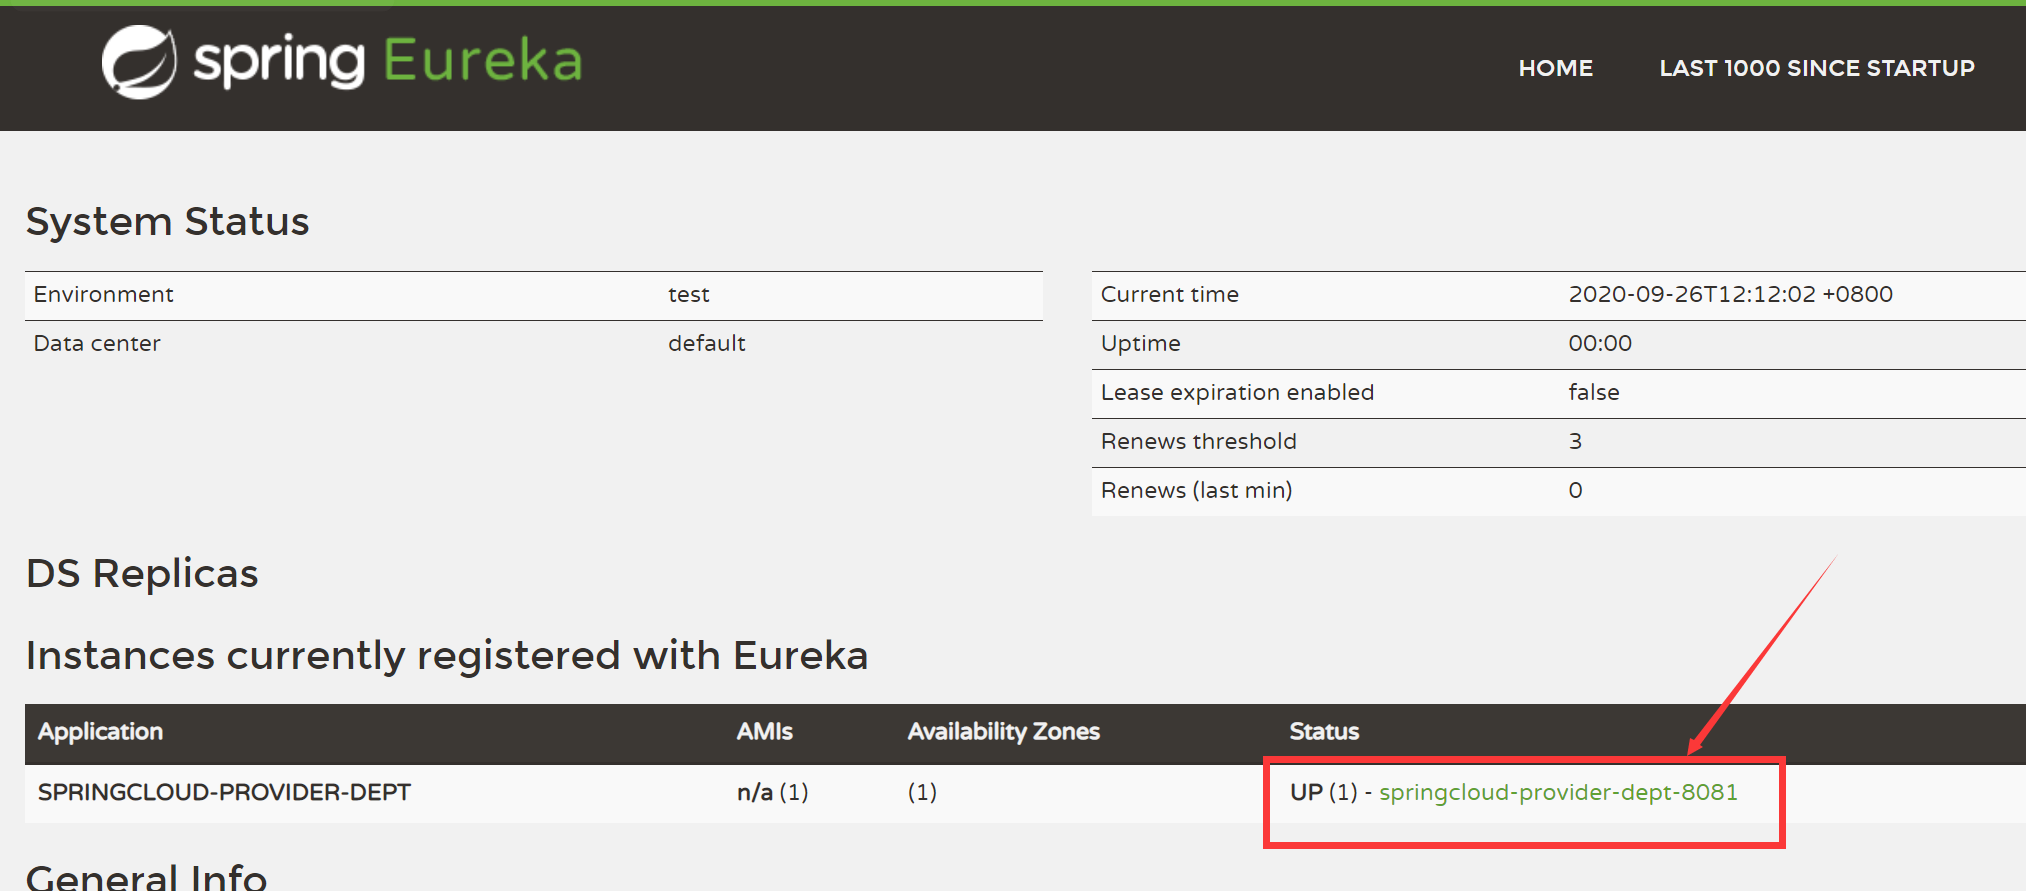 spring Eureka
HOME LAST 1000 SINCE STARTUP
System Status
Environment test
Data center default
Current time 2020-09-26T12:12:02 +0800
Uptime 00:00
Lease expiration enabled false
Renews threshold 3
Renews (last min) 0
DS Replicas
Instances currently registered with Eureka
Application AMIs Availability Zones Status
SPRINGCLOUD-PROVIDER-DEPT n/a (1) (1) UP (1) - springcloud-provider-dept-8081
General Info